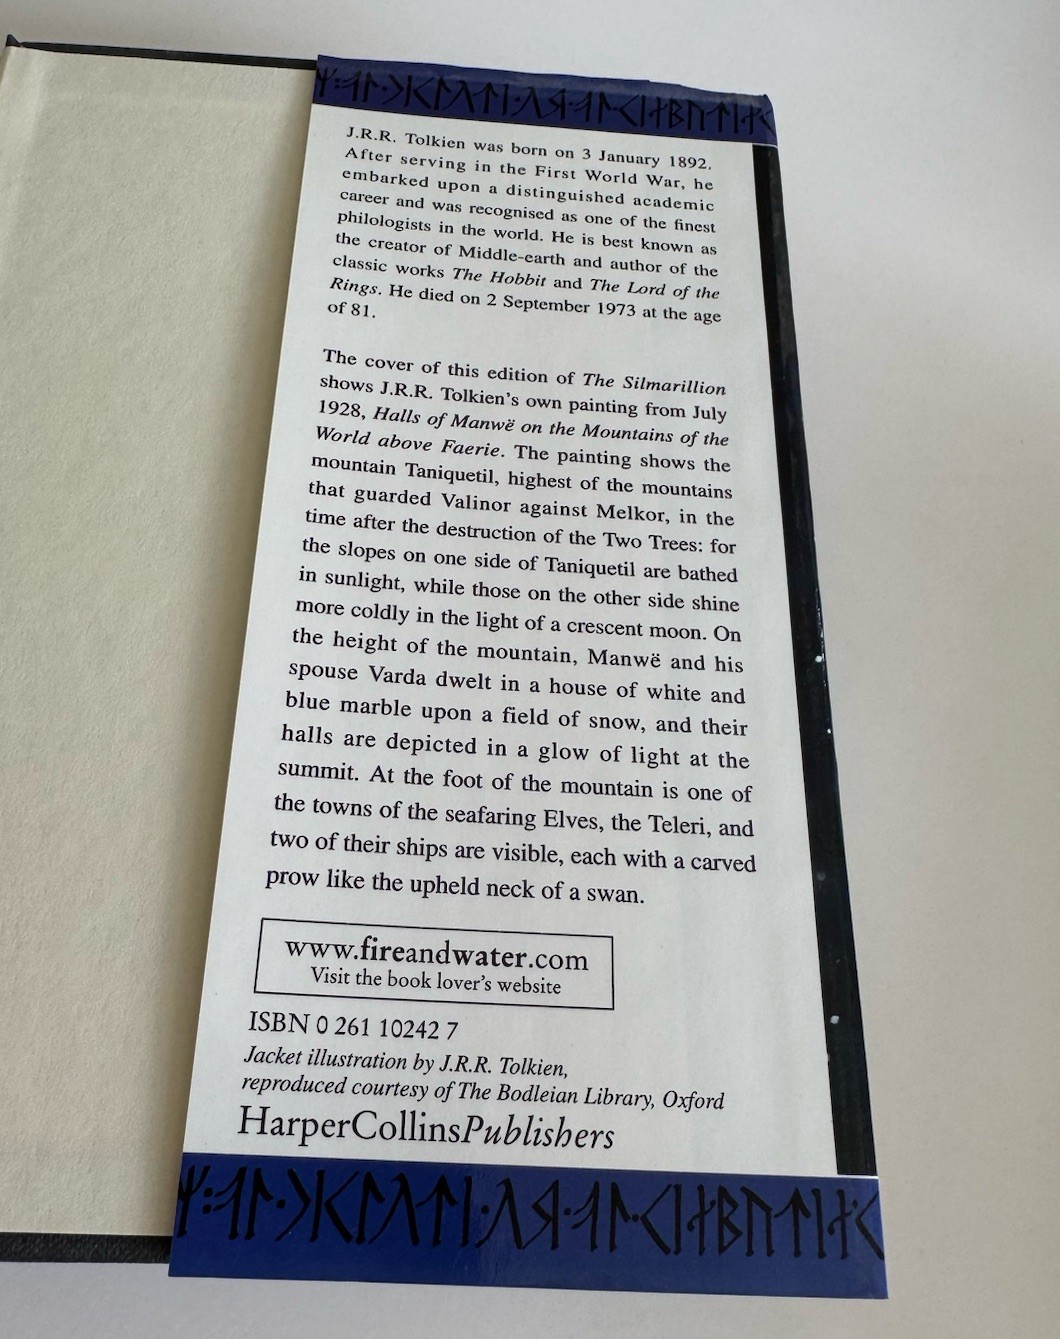 J.R.R. Tolkien was born on 3 January 1892.
After serving in the First World War, he
embarked upon a distinguished academic
career and was recognised as one of the finest
philologists in the world. He is best known as
the creator of Middle-earth and author of the
classic works The Hobbit and The Lord of the
Rings. He died on 2 September 1973 at the age
of 81.
The cover of this edition of The Silmarillion
shows J.R.R. Tolkien's own painting from July
1928, Halls of Manwë on the Mountains of the
World above Faerie. The painting shows the
mountain Taniquetil, highest of the mountains
that guarded Valinor against Melkor, in the
time after the destruction of the Two Trees: for
the slopes on one side of Taniquetil are bathed
in sunlight, while those on the other side shine
more coldly in the light of a crescent moon. On
the height of the mountain, Manwë and his
spouse Varda dwelt in a house of white and
blue marble upon a field of snow, and their
halls are depicted in a glow of light at the
summit. At the foot of the mountain is one of
the towns of the seafaring Elves, the Teleri, and
two of their ships are visible, each with a carved
prow like the upheld neck of a swan.
www.fireandwater.com
Visit the book lover's website
ISBN 0 261 10242 7
Jacket illustration by J.R.R. Tolkien,
reproduced courtesy of The Bodleian Library, Oxford
HarperCollinsPublishers